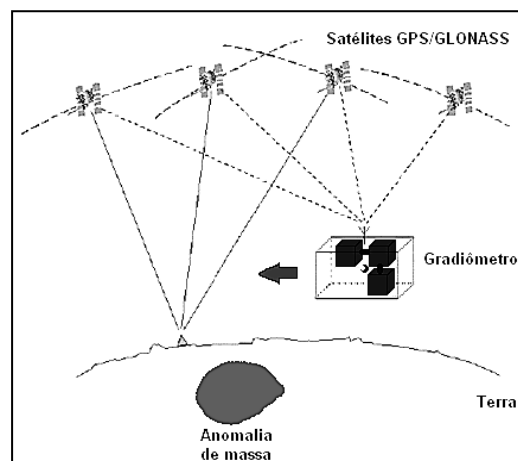 Satélites GPS/GLONASS
Gradiômetro
Terra
Anomalia
de massa